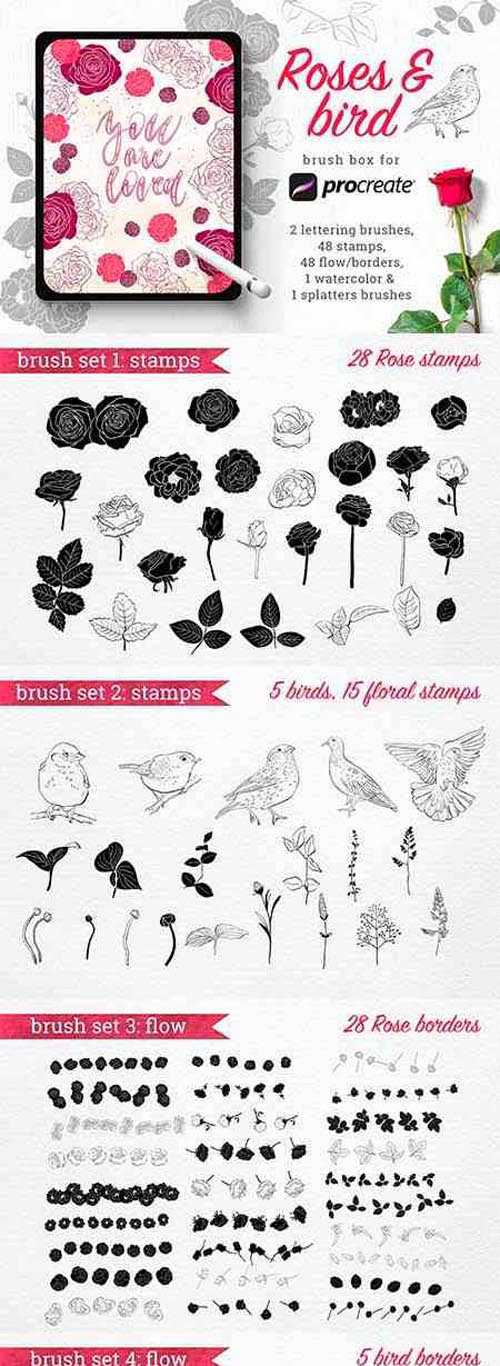 Roses &
bird
you
are
loved
brush box for
procreate
2 lettering brushes,
48 stamps,
48 flow/borders,
1 watercolor &
1 splatters brushes
brush set 1: stamps
28 Rose stamps
brush set 2: stamps
5 birds, 15 floral stamps
brush set 3: flow
28 Rose borders
brush set 4: flow
5 bird borders